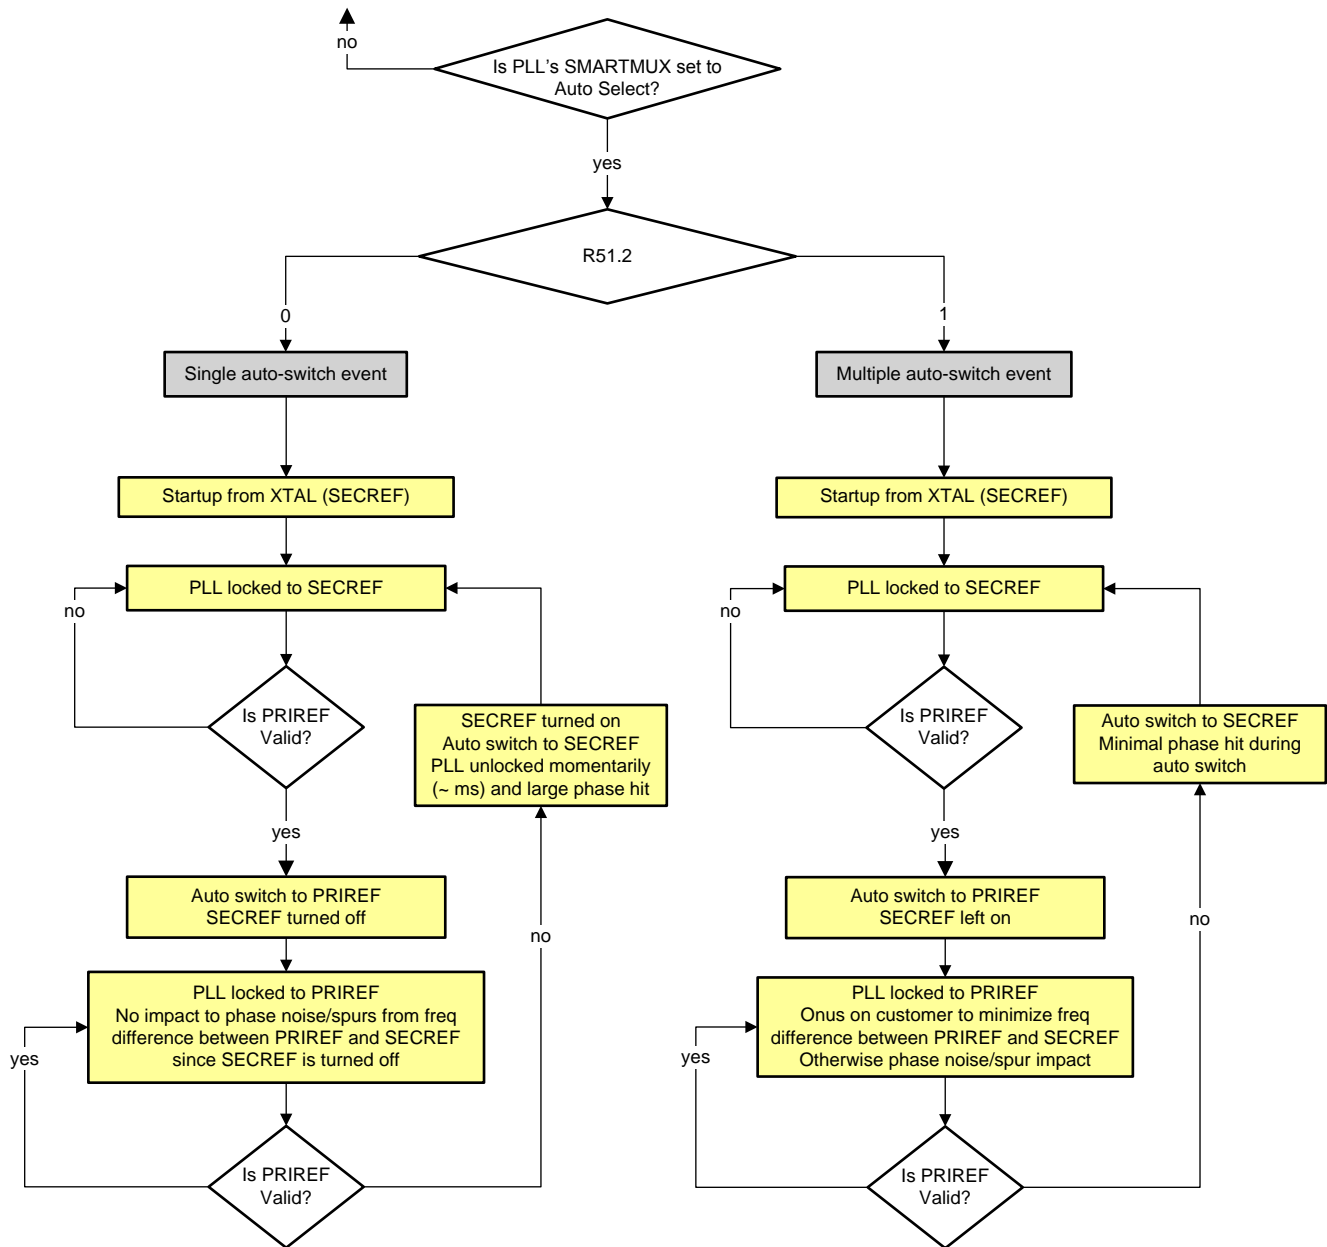 no
Is PLL's SMARTMUX set to
Auto Select?
yes
R51.2
0
1
Single auto-switch event
Multiple auto-switch event
Startup from XTAL (SECREF)
Startup from XTAL (SECREF)
PLL locked to SECREF
PLL locked to SECREF
no
no
Is PRIREF
Valid?
SECREF turned on
Auto switch to SECREF
PLL unlocked momentarily
(~ ms) and large phase hit
Is PRIREF
Valid?
Auto switch to SECREF
Minimal phase hit during
auto switch
yes
yes
Auto switch to PRIREF
SECREF turned off
Auto switch to PRIREF
SECREF left on
no
no
PLL locked to PRIREF
No impact to phase noise/spurs from freq
difference between PRIREF and SECREF
since SECREF is turned off
PLL locked to PRIREF
Onus on customer to minimize freq
difference between PRIREF and SECREF
Otherwise phase noise/spur impact
yes
yes
Is PRIREF
Valid?
Is PRIREF
Valid?